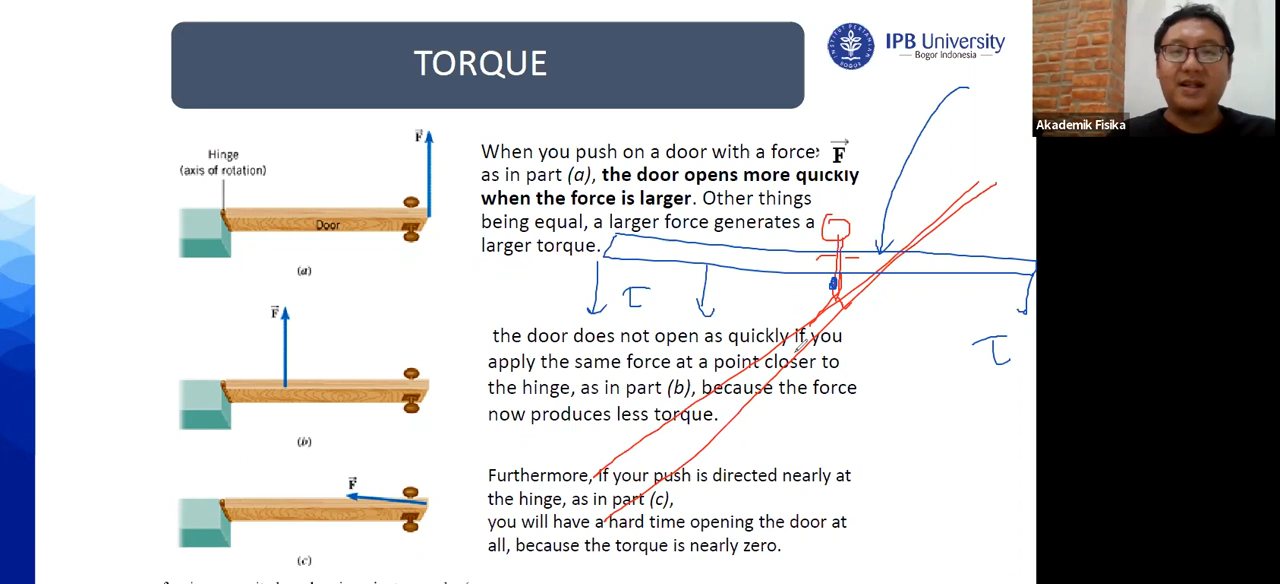 TORQUE
INSTITUT PERTANIAN BOGOR
IPB University
Bogor Indonesia
Akademik Fisika
Hinge
(axis of rotation)
F
Door
(a)
When you push on a door with a force F
as in part (a), the door opens more quickly
when the force is larger. Other things
being equal, a larger force generates a
larger torque.
τ
τ
F
(b)
the door does not open as quickly if you
apply the same force at a point closer to
the hinge, as in part (b), because the force
now produces less torque.
F
(c)
Furthermore, if your push is directed nearly at
the hinge, as in part (c),
you will have a hard time opening the door at
all, because the torque is nearly zero.